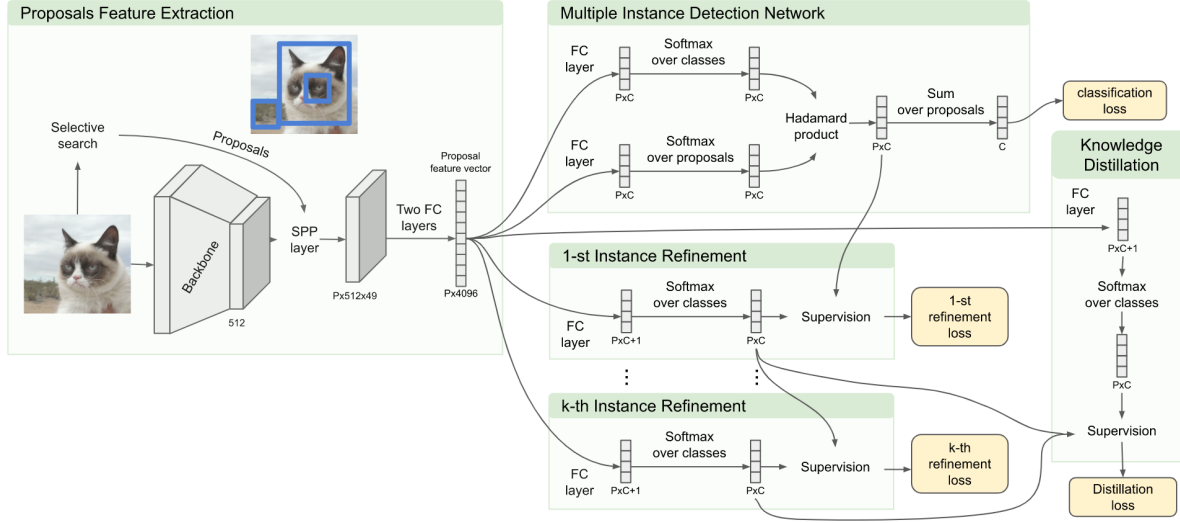 Proposals Feature Extraction
Selective
search
Proposals
Backbone
512
SPP
layer
Px512x49
Two FC
layers
Proposal
feature vector
Px4096
Multiple Instance Detection Network
FC
layer
PxC
Softmax
over classes
PxC
FC
layer
PxC
Softmax
over proposals
PxC
Hadamard
product
PxC
Sum
over proposals
C
classification
loss
1-st Instance Refinement
FC
layer
PxC+1
Softmax
over classes
PxC
Supervision
1-st
refinement
loss
k-th Instance Refinement
FC
layer
PxC+1
Softmax
over classes
PxC
Supervision
k-th
refinement
loss
Knowledge
Distillation
FC
layer
PxC+1
Softmax
over classes
PxC
Supervision
Distillation
loss